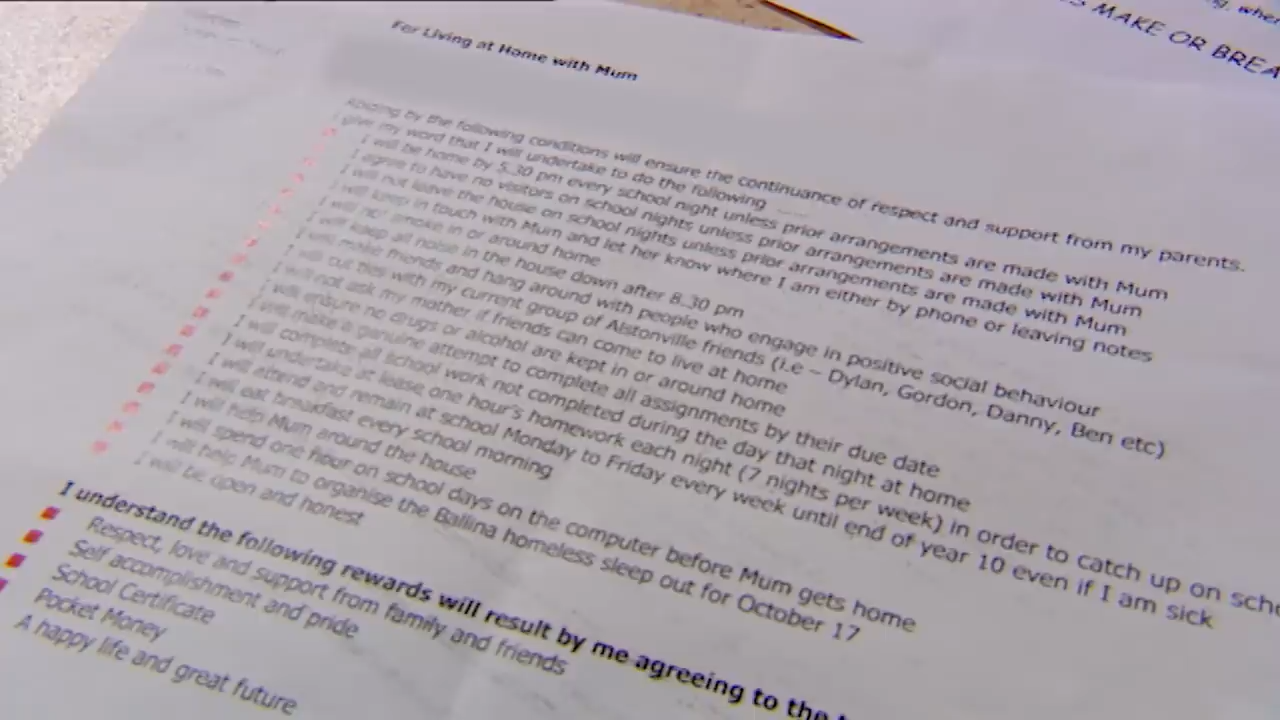 S MAKE OR BREA
For Living at Home with Mum
Abiding by the following conditions will ensure the continuance of respect and support from my parents.
I give my word that I will undertake to do the following
I will be home by 5.30 pm every school night unless prior arrangements are made with Mum
I agree to have no visitors on school nights unless prior arrangements are made with Mum
I will not leave the house on school nights unless prior arrangements are made with Mum
I will keep in touch with Mum and let her know where I am either by phone or leaving notes
I will not smoke in or around home
I will keep all noise in the house down after 8.30 pm
I will make friends and hang around with people who engage in positive social behaviour
I will cut ties with my current group of Alstonville friends (i.e – Dylan, Gordon, Danny, Ben etc)
I will not ask my mother if friends can come to live at home
I will ensure no drugs or alcohol are kept in or around home
I will make a genuine attempt to complete all assignments by their due date
I will complete all school work not completed during the day that night at home
I will undertake at lease one hour's homework each night (7 nights per week) in order to catch up on scho
I will attend and remain at school Monday to Friday every week until end of year 10 even if I am sick
I will eat breakfast every school morning
I will help Mum around the house
I will spend one hour on school days on the computer before Mum gets home
I will help Mum to organise the Ballina homeless sleep out for October 17
I will be open and honest
I understand the following rewards will result by me agreeing to the
Respect, love and support from family and friends
Self accomplishment and pride
School Certificate
Pocket Money
A happy life and great future